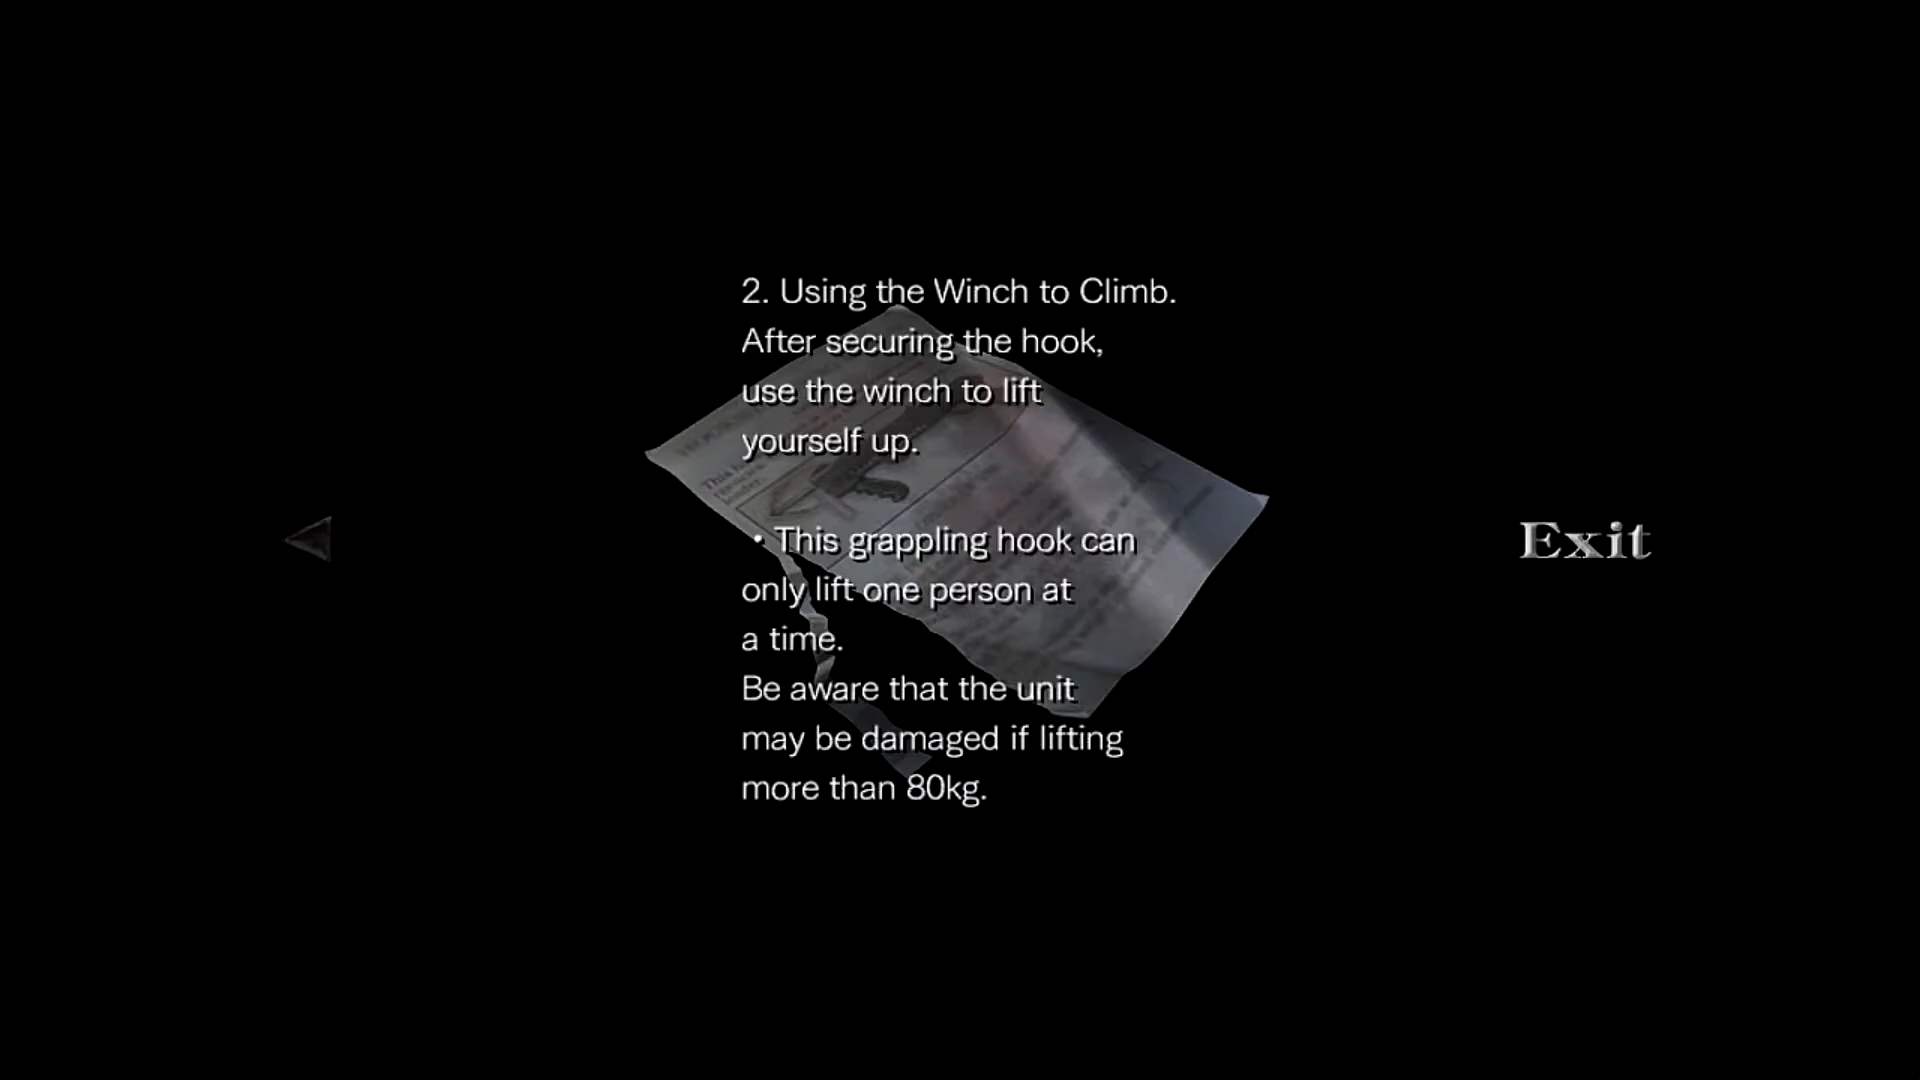 2. Using the Winch to Climb.
After securing the hook,
use the winch to lift
yourself up.
• This grappling hook can
only lift one person at
a time.
Be aware that the unit
may be damaged if lifting
more than 80kg.
Exit